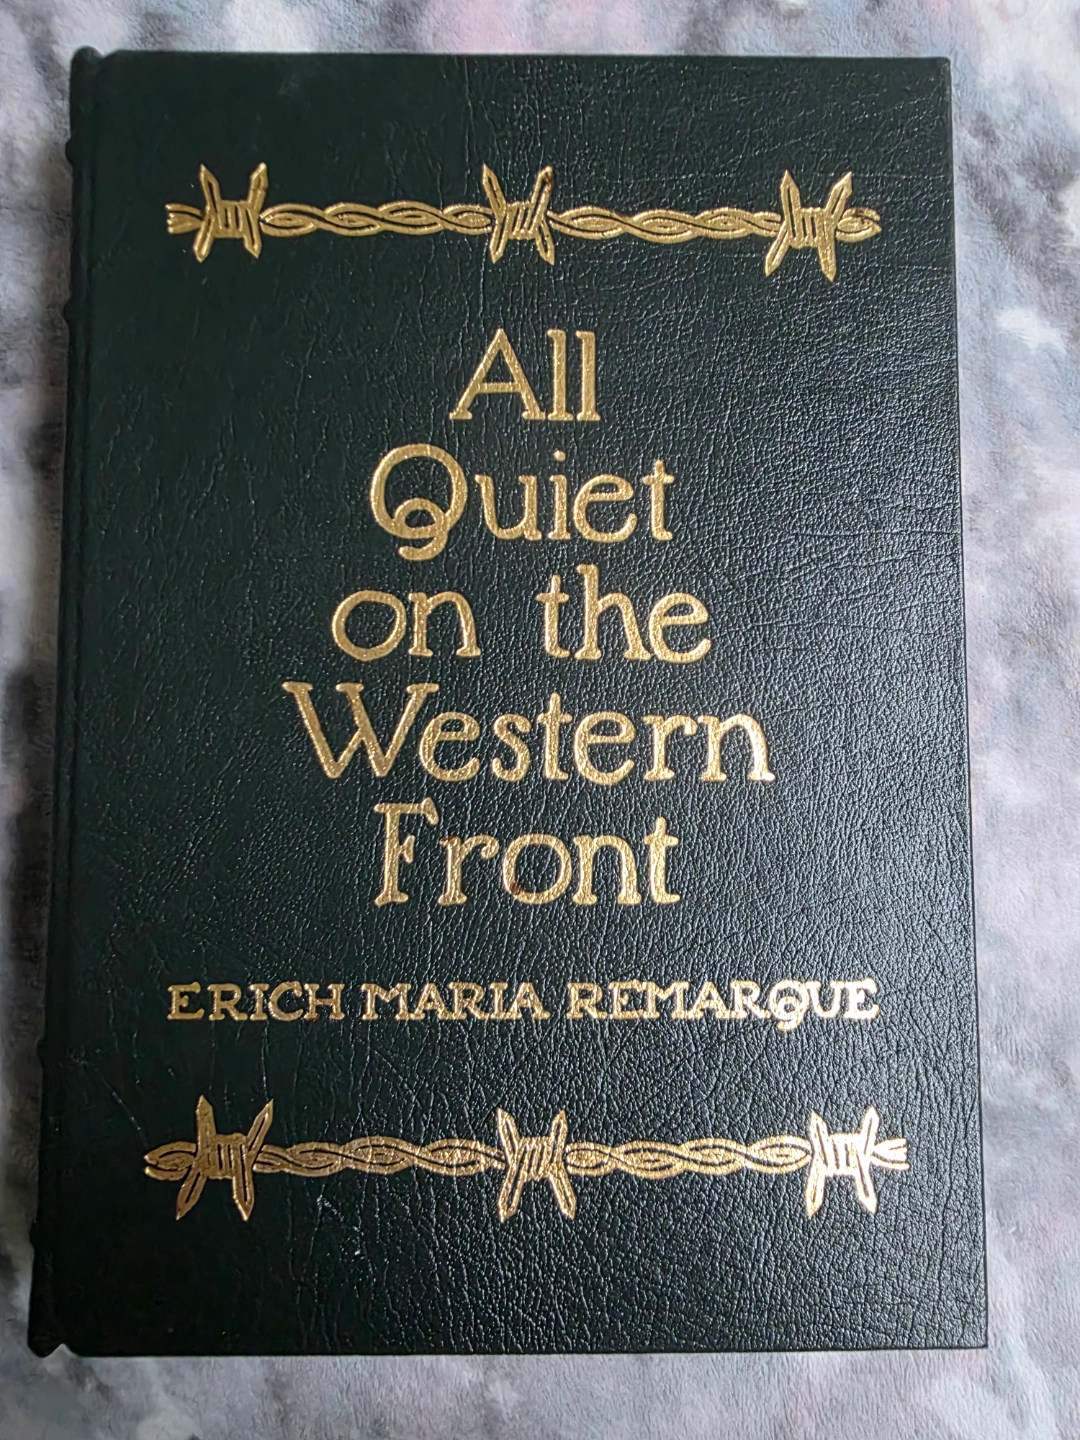 All
Quiet
on the
Western
Front
ERICH MARIA REMARQUE